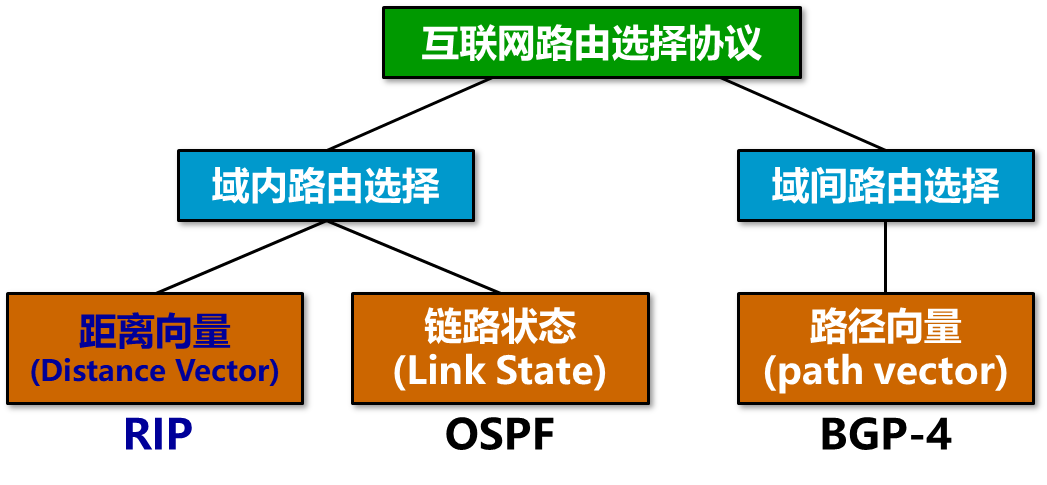 互联网路由选择协议
域内路由选择
域间路由选择
距离向量
(Distance Vector)
链路状态
(Link State)
路径向量
(path vector)
RIP
OSPF
BGP-4